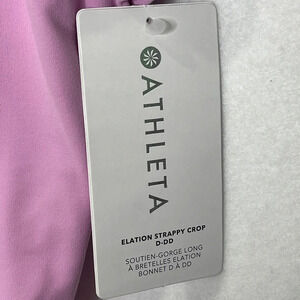 ATHLETA
ELATION STRAPPY CROP
D-DD
SOUTIEN-GORGE LONG
À BRETELLES ELATION
BONNET D À DD